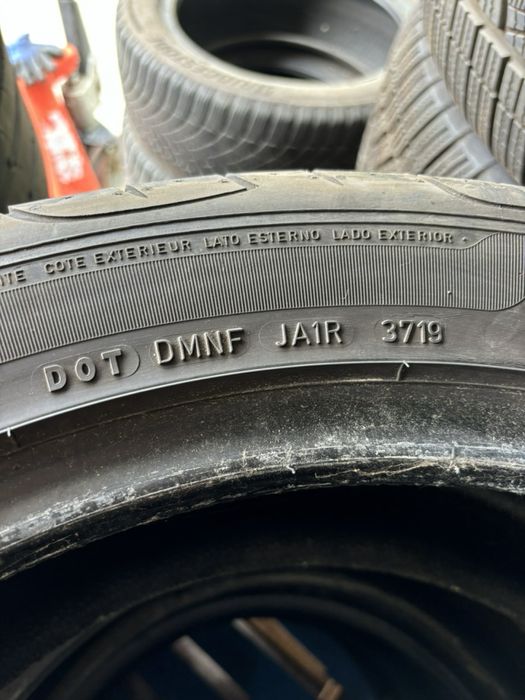 COTE EXTERIEUR LATO ESTERNO LADO EXTERIOR
DOT DMNF JA1R 3719